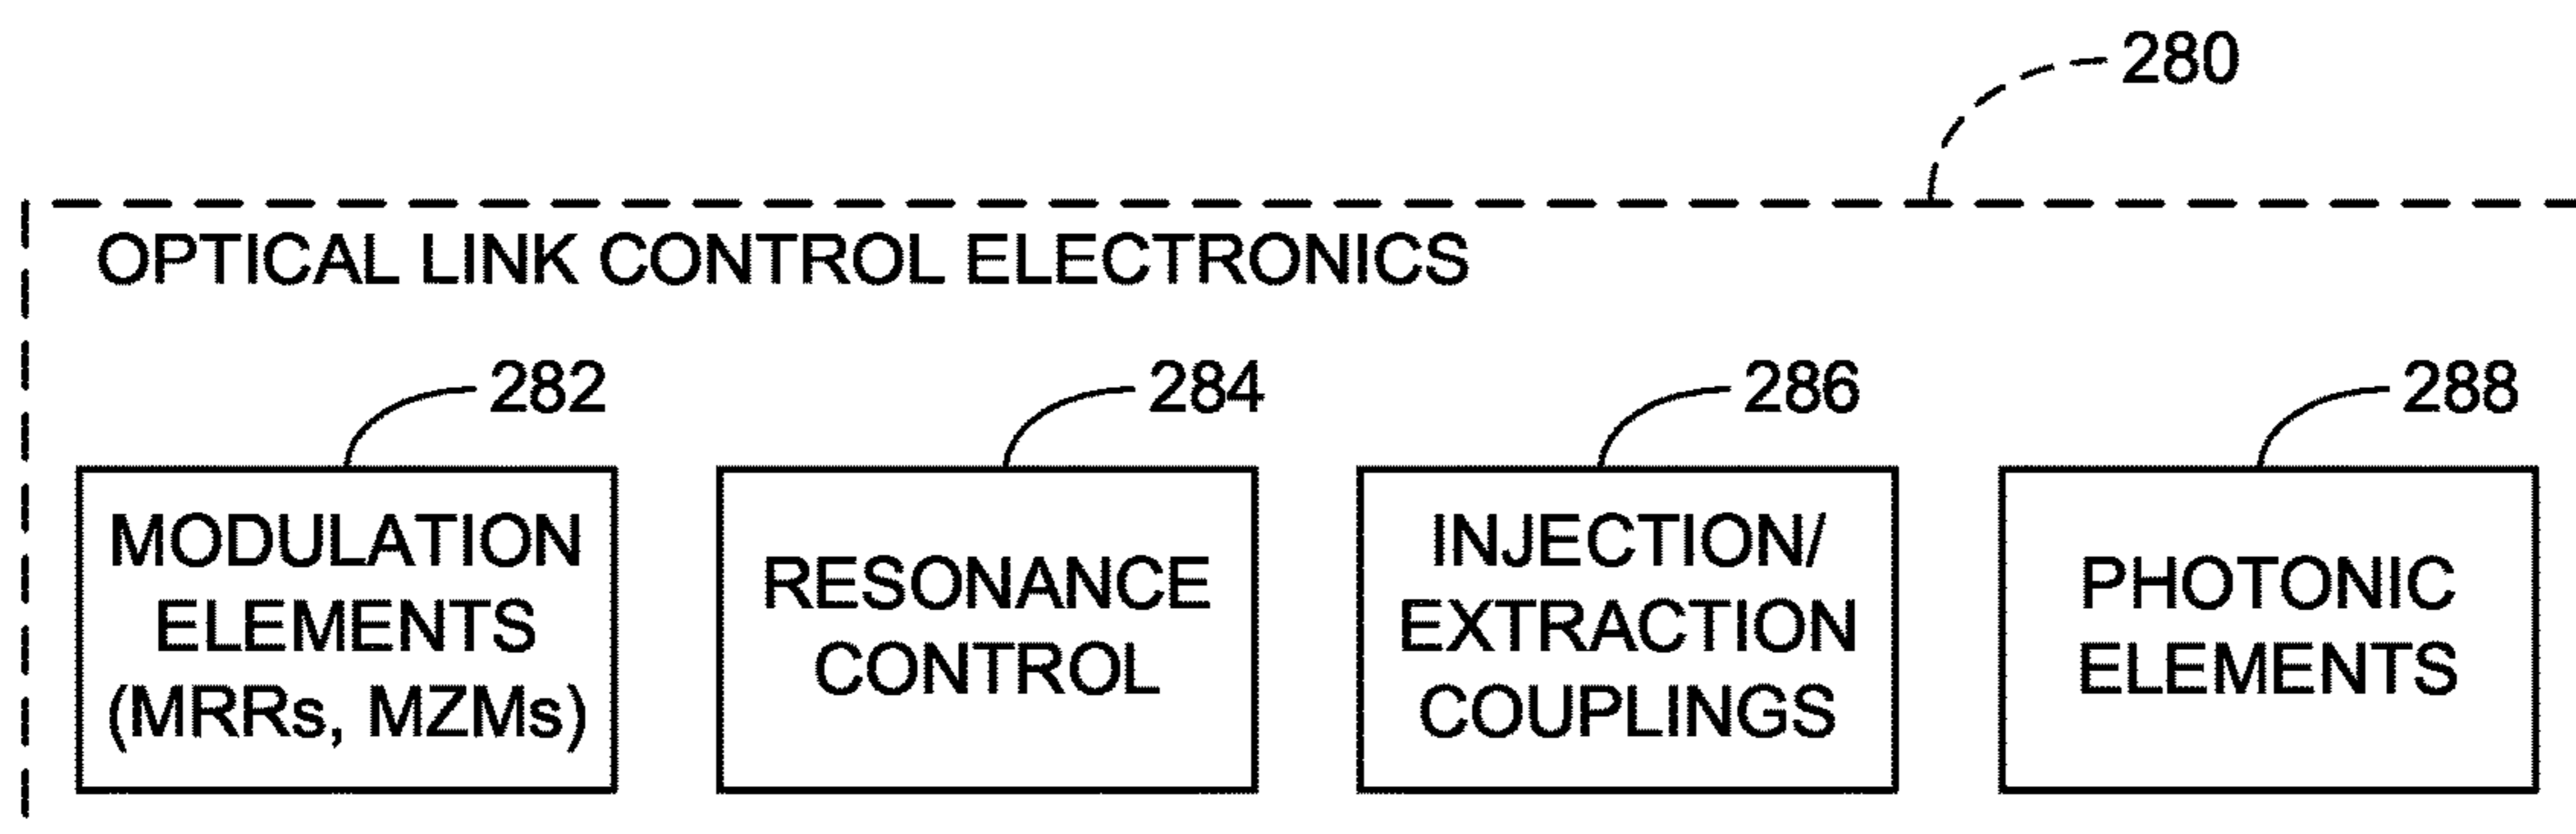 280
OPTICAL LINK CONTROL ELECTRONICS
282
284
286
288
MODULATION
ELEMENTS
(MRRs, MZMs)
RESONANCE
CONTROL
INJECTION/
EXTRACTION
COUPLINGS
PHOTONIC
ELEMENTS